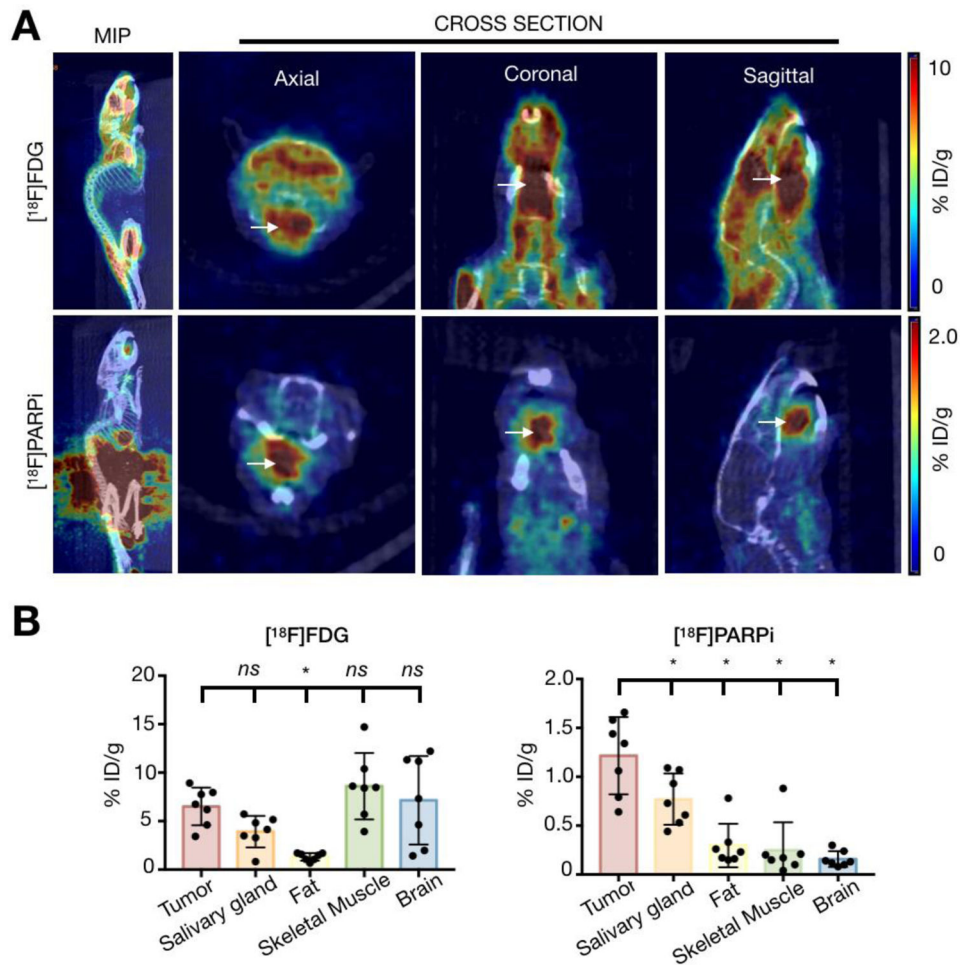 A
MIP
CROSS SECTION
Axial
Coronal
Sagittal
[¹⁸F]FDG
10
% ID/g
0
[¹⁸F]PARPi
2.0
% ID/g
0
B
[¹⁸F]FDG
% ID/g
20
15
10
5
0
ns
*
ns
ns
Tumor
Salivary gland
Fat
Skeletal Muscle
Brain
[¹⁸F]PARPi
% ID/g
2.0
1.5
1.0
0.5
0
*
*
*
*
Tumor
Salivary gland
Fat
Skeletal Muscle
Brain